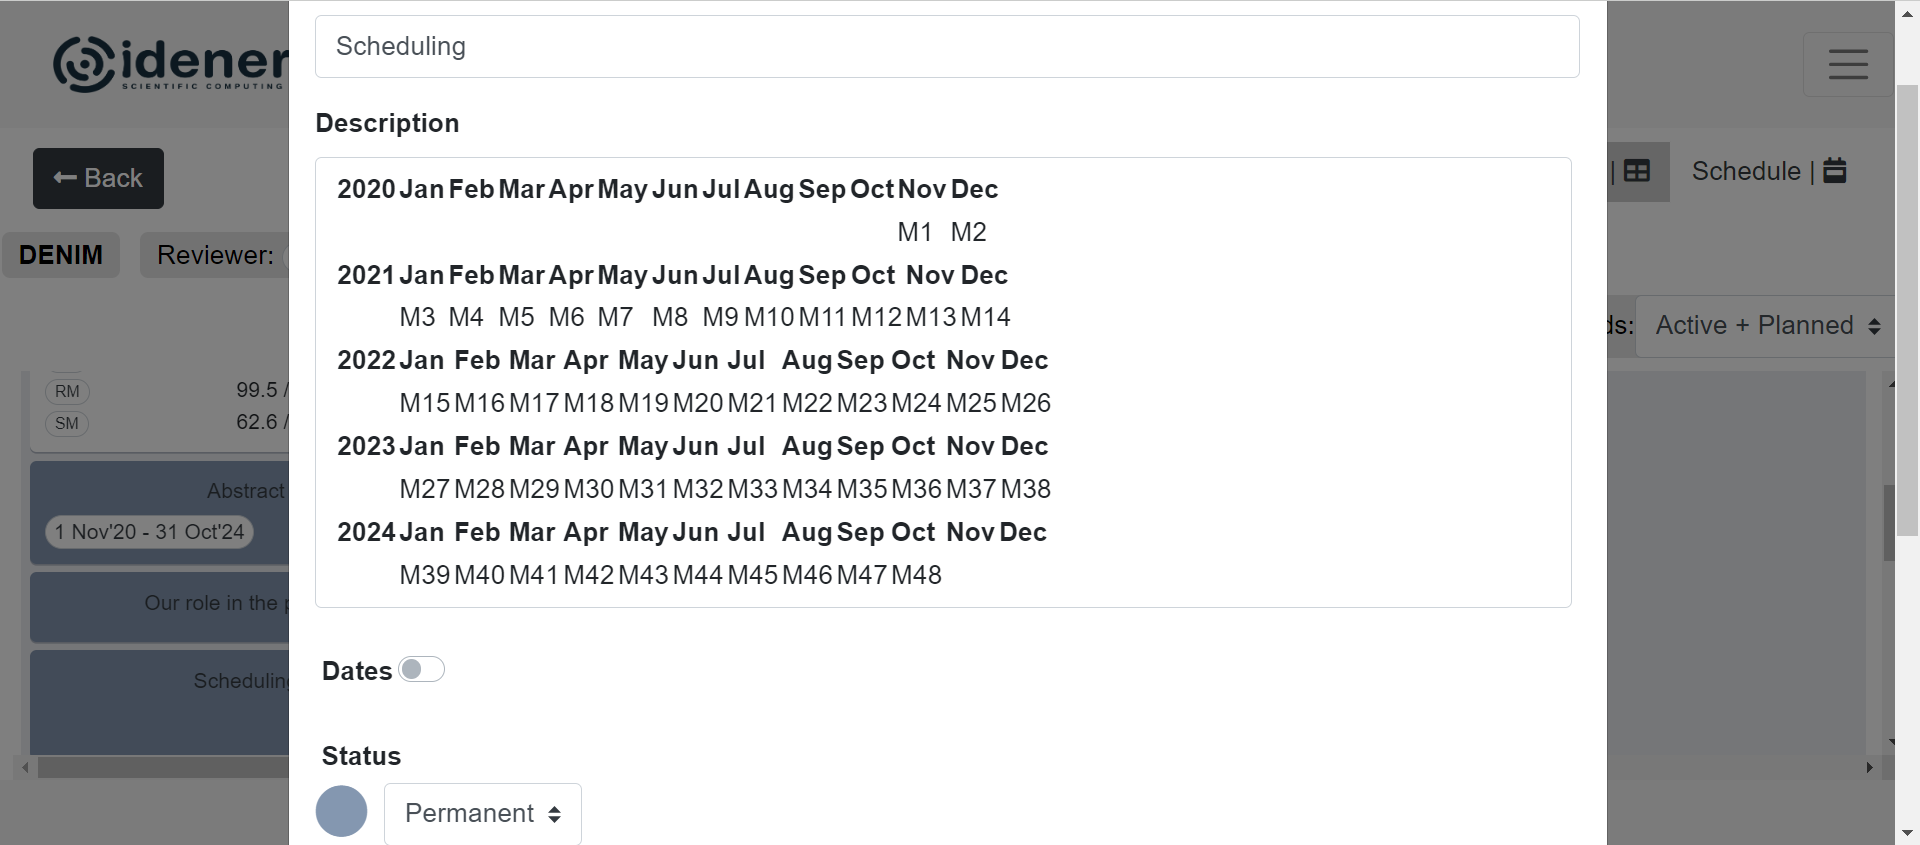 idener
SCIENTIFIC COMPUTING
Back
DENIM
Reviewer:
RM 99.5 /
SM 62.6 /
Abstract
1 Nov'20 - 31 Oct'24
Our role in the
Scheduling
Scheduling
Description
2020 Jan Feb Mar Apr May Jun Jul Aug Sep Oct Nov Dec
M1 M2
2021 Jan Feb Mar Apr May Jun Jul Aug Sep Oct Nov Dec
M3 M4 M5 M6 M7 M8 M9 M10 M11 M12 M13 M14
2022 Jan Feb Mar Apr May Jun Jul Aug Sep Oct Nov Dec
M15 M16 M17 M18 M19 M20 M21 M22 M23 M24 M25 M26
2023 Jan Feb Mar Apr May Jun Jul Aug Sep Oct Nov Dec
M27 M28 M29 M30 M31 M32 M33 M34 M35 M36 M37 M38
2024 Jan Feb Mar Apr May Jun Jul Aug Sep Oct Nov Dec
M39 M40 M41 M42 M43 M44 M45 M46 M47 M48
Dates
Status
Permanent
| Schedule |
Active + Planned